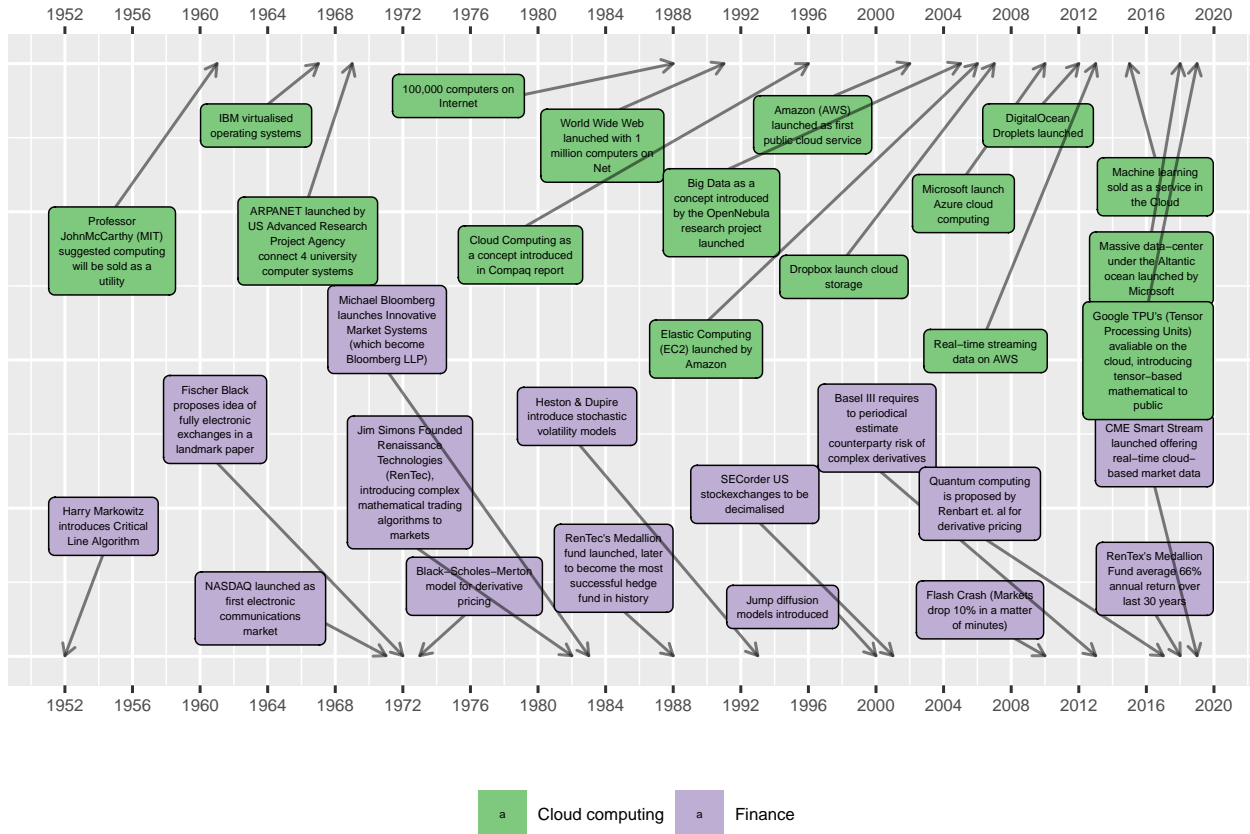 1952 1956 1960 1964 1968 1972 1976 1980 1984 1988 1992 1996 2000 2004 2008 2012 2016 2020
100,000 computers on
Internet
IBM virtualised
operating systems
World Wide Web
lanuched with 1
million computers on
Net
Amazon (AWS)
launched as first
public cloud service
DigitalOcean
Droplets launched
Machine learning
sold as a service in
the Cloud
Big Data as a
concept introduced
by the OpenNebula
research project
launched
Microsoft launch
Azure cloud
computing
Professor
JohnMcCarthy (MIT)
suggested computing
will be sold as a
utility
ARPANET launched by
US Advanced Research
Project Agency
connect 4 university
computer systems
Cloud Computing as
a concept introduced
in Compaq report
Dropbox launch cloud
storage
Massive data–center
under the Altantic
ocean launched by
Microsoft
Michael Bloomberg
launches Innovative
Market Systems
(which become
Bloomberg LLP)
Elastic Computing
(EC2) launched by
Amazon
Real–time streaming
data on AWS
Google TPU's (Tensor
Processing Units)
avaliable on the
cloud, introducing
tensor–based
mathematical to
public
Fischer Black
proposes idea of
fully electronic
exchanges in a
landmark paper
Heston & Dupire
introduce stochastic
volatility models
Basel III requires
to periodical
estimate
counterparty risk of
complex derivatives
Jim Simons Founded
Renaissance
Technologies
(RenTec),
introducing complex
mathematical trading
algorithms to
markets
CME Smart Stream
launched offering
real–time cloud–
based market data
SECorder US
stockexchanges to be
decimalised
Quantum computing
is proposed by
Renbart et. al for
derivative pricing
Harry Markowitz
introduces Critical
Line Algorithm
RenTec's Medallion
fund launched, later
to become the most
successful hedge
fund in history
RenTex's Medallion
Fund average 66%
annual return over
last 30 years
Black–Scholes–Merton
model for derivative
pricing
NASDAQ launched as
first electronic
communications
market
Jump diffusion
models introduced
Flash Crash (Markets
drop 10% in a matter
of minutes)
1952 1956 1960 1964 1968 1972 1976 1980 1984 1988 1992 1996 2000 2004 2008 2012 2016 2020
a Cloud computing a Finance